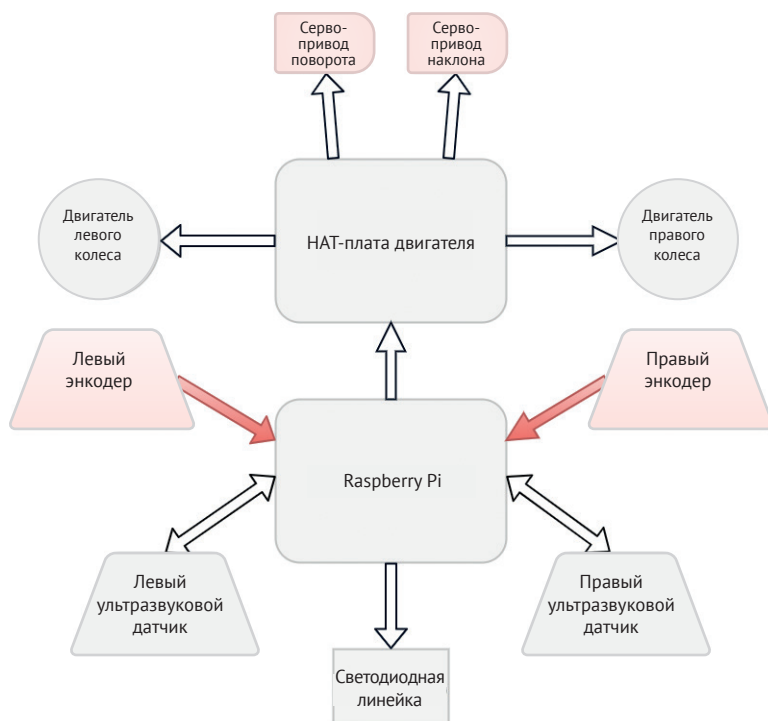 Серво-
привод
поворота
Серво-
привод
наклона
Двигатель
левого
колеса
НАТ-плата двигателя
Двигатель
правого
колеса
Левый
энкодер
Правый
энкодер
Raspberry Pi
Левый
ультразвуковой
датчик
Правый
ультразвуковой
датчик
Светодиодная
линейка